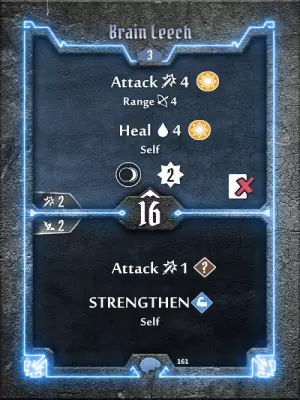 Brain Leech
3
Attack 4
Range 4
Heal 4
Self
2
2
16
2
Attack 1 ?
STRENGTHEN
Self
161